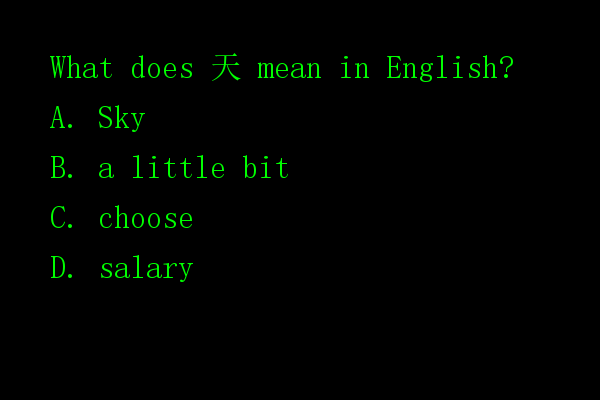 What does 天 mean in English?
A. Sky
B. a little bit
C. choose
D. salary